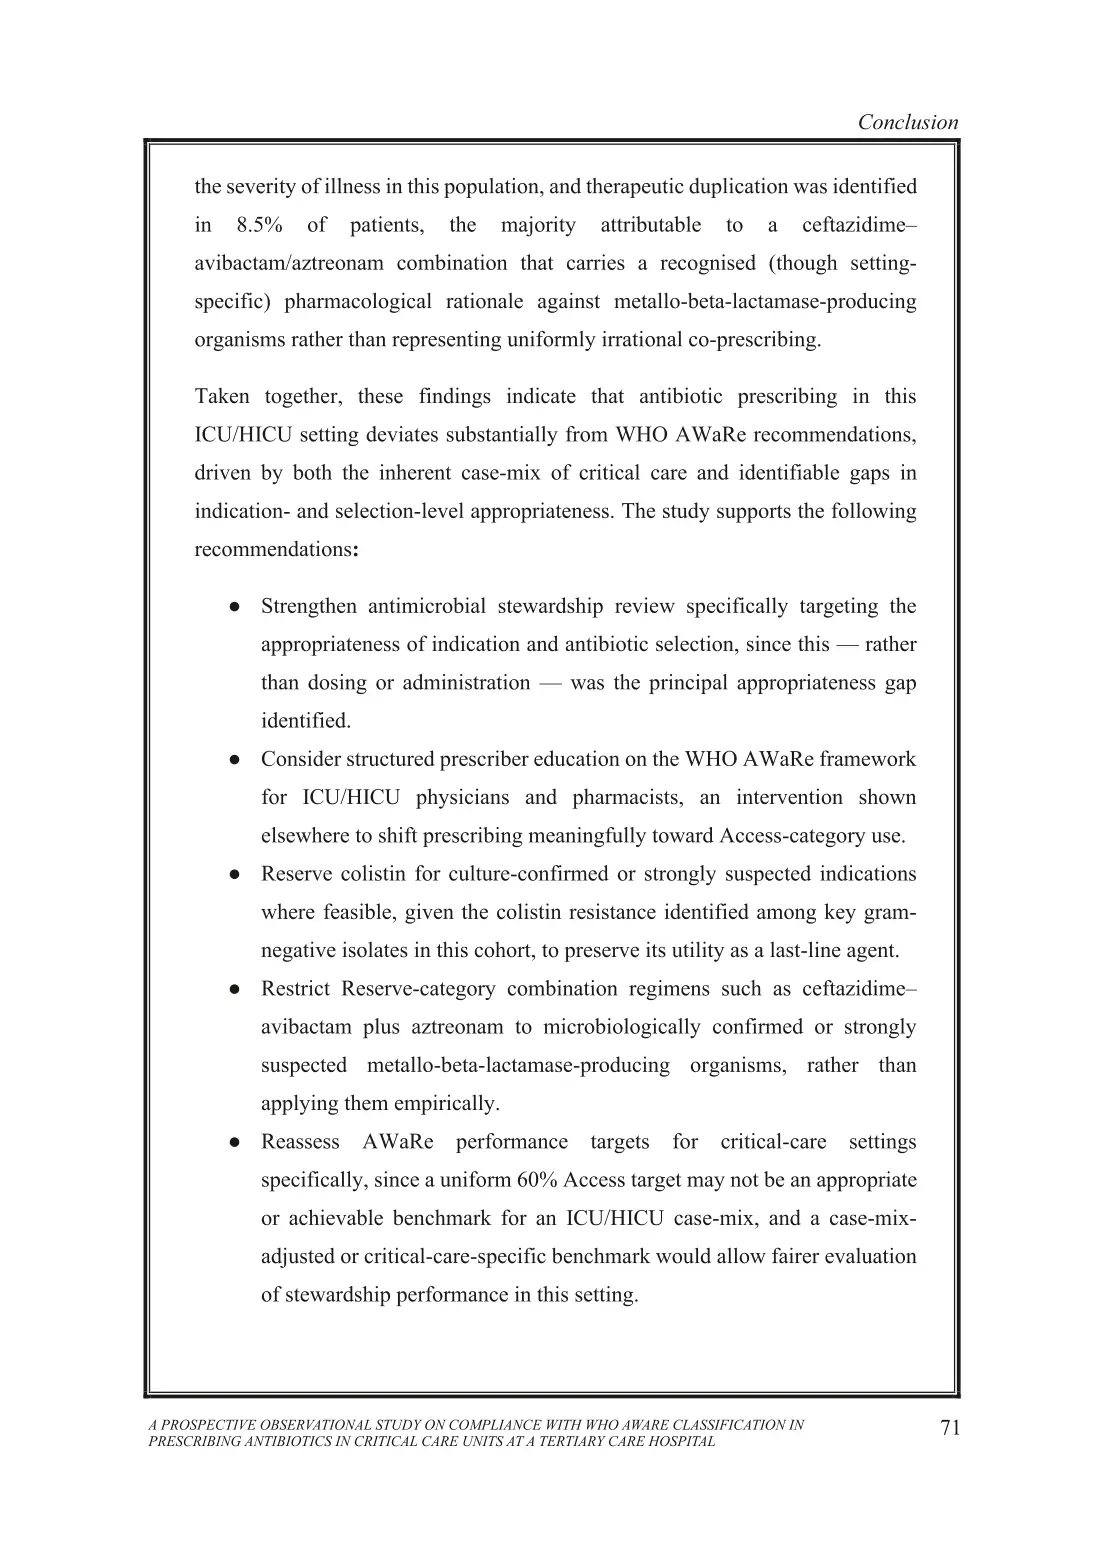 Conclusion
the severity of illness in this population, and therapeutic duplication was identified
in 8.5% of patients, the majority attributable to a ceftazidime–
avibactam/aztreonam combination that carries a recognised (though setting-
specific) pharmacological rationale against metallo-beta-lactamase-producing
organisms rather than representing uniformly irrational co-prescribing.
Taken together, these findings indicate that antibiotic prescribing in this
ICU/HICU setting deviates substantially from WHO AWaRe recommendations,
driven by both the inherent case-mix of critical care and identifiable gaps in
indication- and selection-level appropriateness. The study supports the following
recommendations:
● Strengthen antimicrobial stewardship review specifically targeting the
appropriateness of indication and antibiotic selection, since this — rather
than dosing or administration — was the principal appropriateness gap
identified.
● Consider structured prescriber education on the WHO AWaRe framework
for ICU/HICU physicians and pharmacists, an intervention shown
elsewhere to shift prescribing meaningfully toward Access-category use.
● Reserve colistin for culture-confirmed or strongly suspected indications
where feasible, given the colistin resistance identified among key gram-
negative isolates in this cohort, to preserve its utility as a last-line agent.
● Restrict Reserve-category combination regimens such as ceftazidime–
avibactam plus aztreonam to microbiologically confirmed or strongly
suspected metallo-beta-lactamase-producing organisms, rather than
applying them empirically.
● Reassess AWaRe performance targets for critical-care settings
specifically, since a uniform 60% Access target may not be an appropriate
or achievable benchmark for an ICU/HICU case-mix, and a case-mix-
adjusted or critical-care-specific benchmark would allow fairer evaluation
of stewardship performance in this setting.
A PROSPECTIVE OBSERVATIONAL STUDY ON COMPLIANCE WITH WHO AWARE CLASSIFICATION IN
PRESCRIBING ANTIBIOTICS IN CRITICAL CARE UNITS AT A TERTIARY CARE HOSPITAL
71